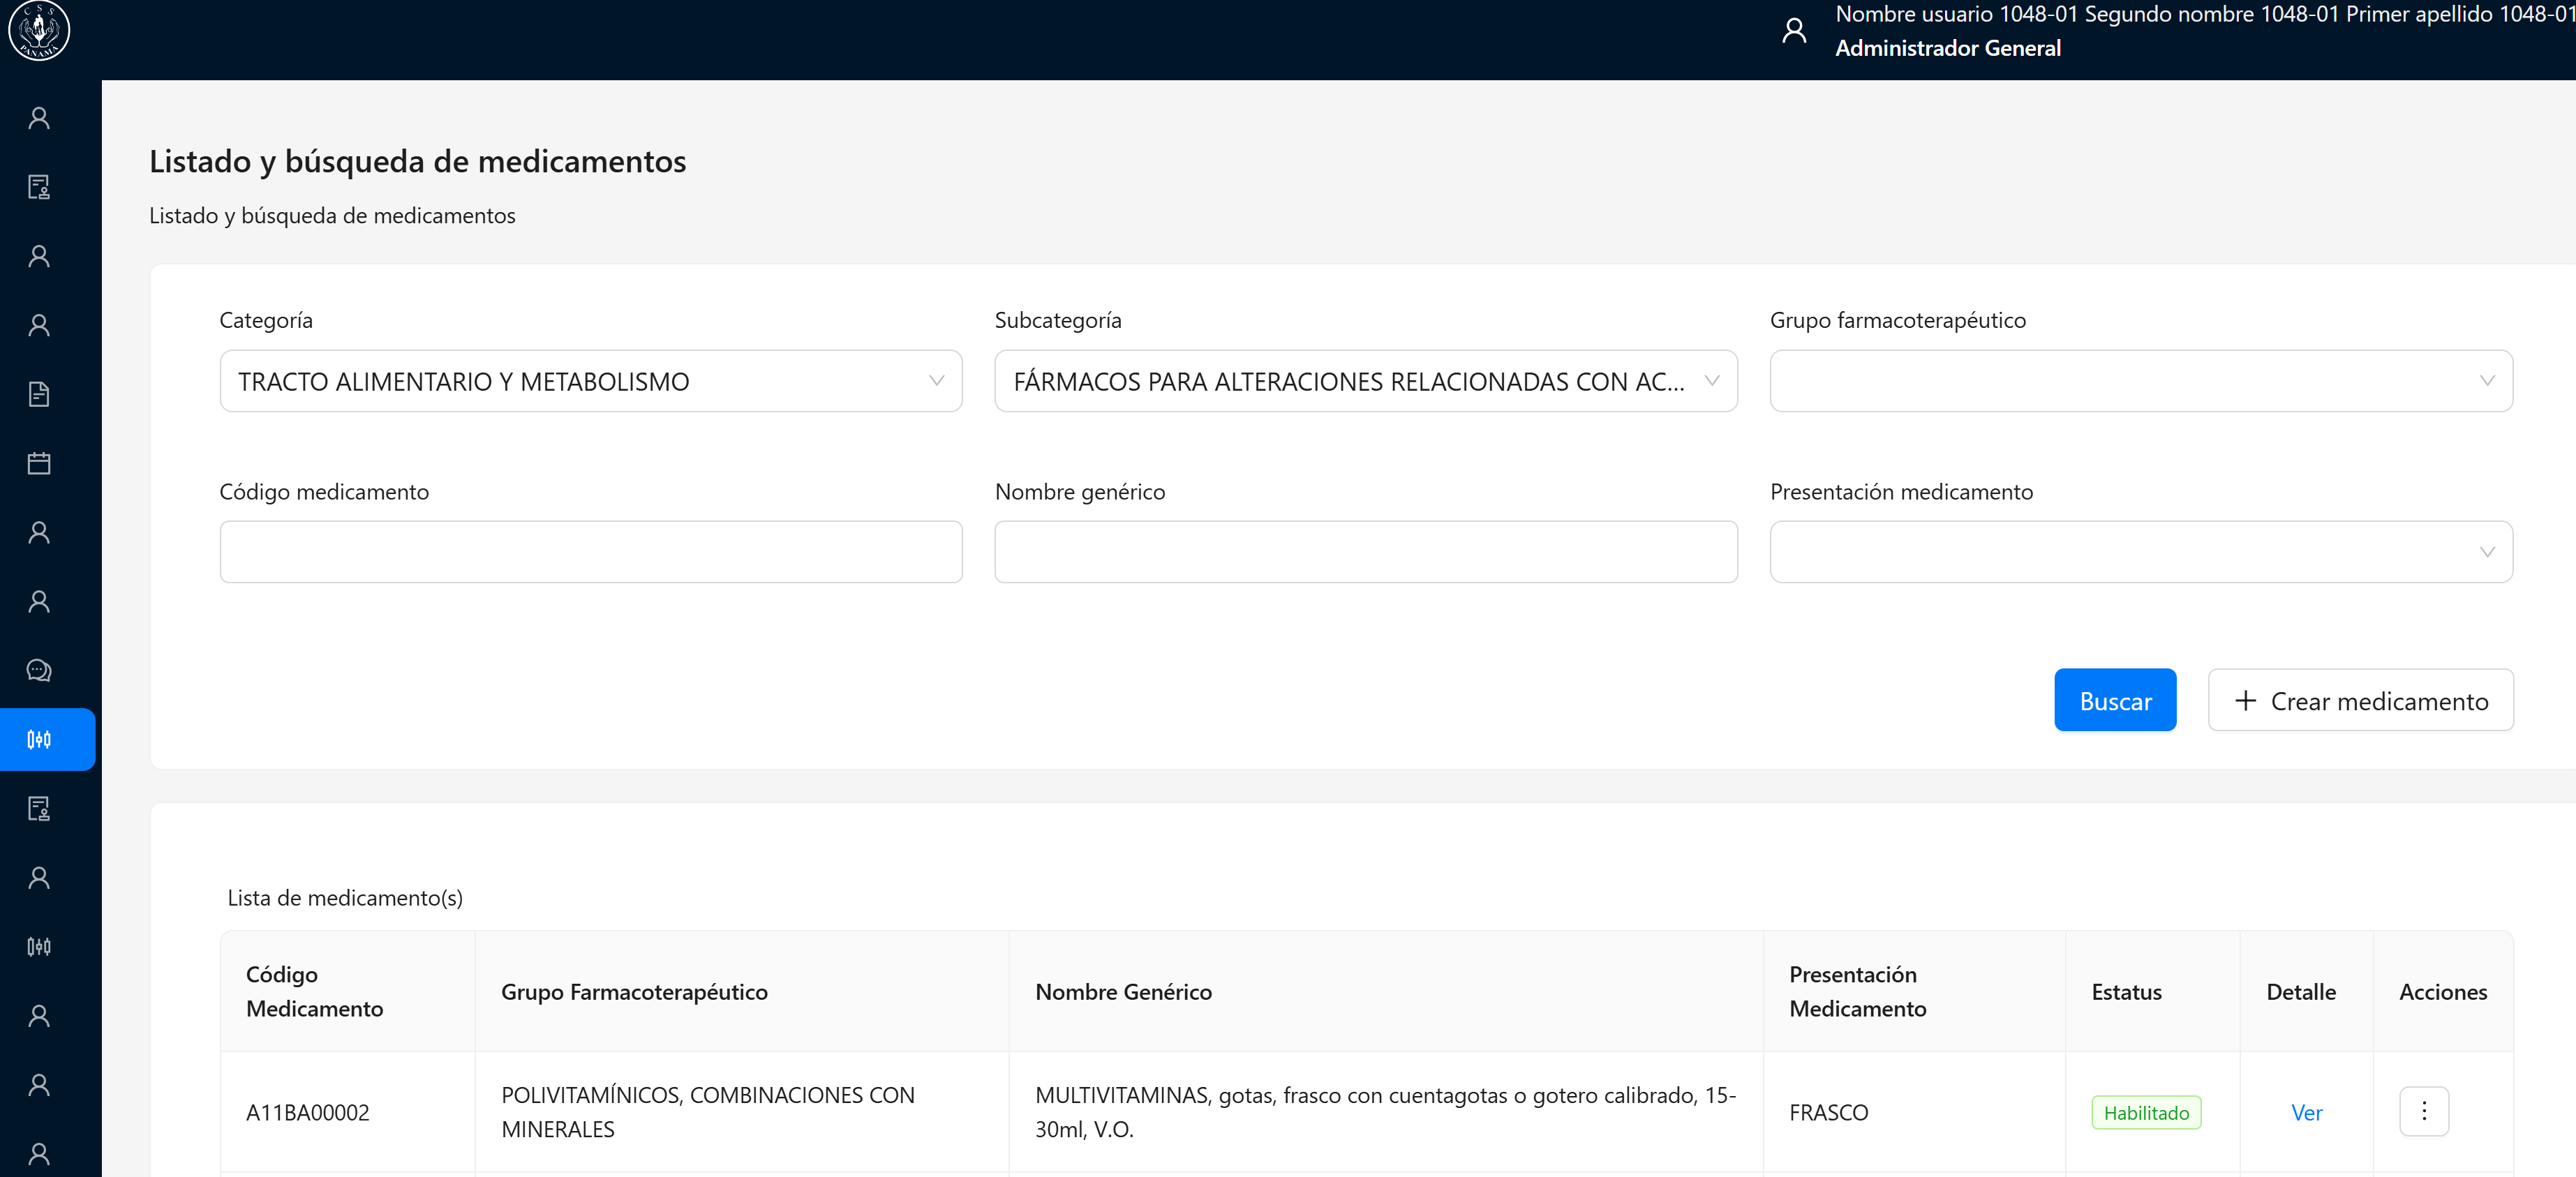 C S S
PANAMÁ
Nombre usuario 1048-01 Segundo nombre 1048-01 Primer apellido 1048-01
Administrador General
Listado y búsqueda de medicamentos
Listado y búsqueda de medicamentos
Categoría
Subcategoría
Grupo farmacoterapéutico
TRACTO ALIMENTARIO Y METABOLISMO
FÁRMACOS PARA ALTERACIONES RELACIONADAS CON AC...
Código medicamento
Nombre genérico
Presentación medicamento
Buscar
Crear medicamento
Lista de medicamento(s)
Código
Medicamento
Grupo Farmacoterapéutico
Nombre Genérico
Presentación
Medicamento
Estatus
Detalle
Acciones
A11BA00002
POLIVITAMÍNICOS, COMBINACIONES CON
MINERALES
MULTIVITAMINAS, gotas, frasco con cuentagotas o gotero calibrado, 15-
30ml, V.O.
FRASCO
Habilitado
Ver